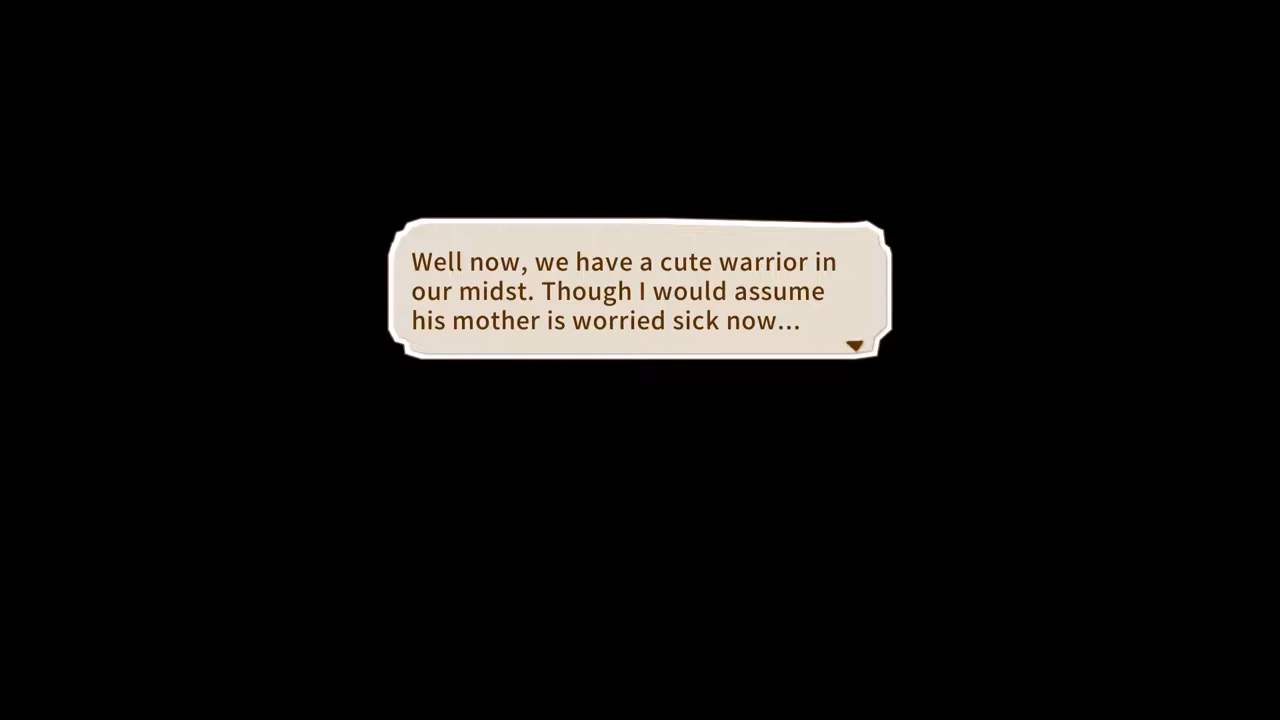 Well now, we have a cute warrior in
our midst. Though I would assume
his mother is worried sick now...